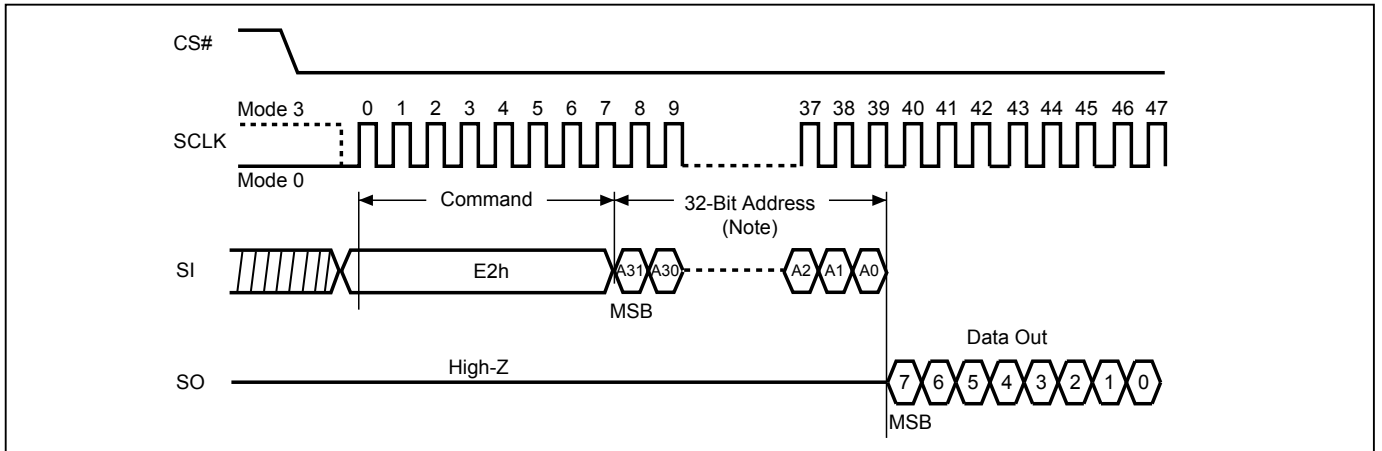 CS#
Mode 3
0 1 2 3 4 5 6 7 8 9 37 38 39 40 41 42 43 44 45 46 47
SCLK
Mode 0
Command
32-Bit Address
(Note)
SI
E2h
A31 A30 A2 A1 A0
MSB
Data Out
High-Z
SO
7 6 5 4 3 2 1 0
MSB